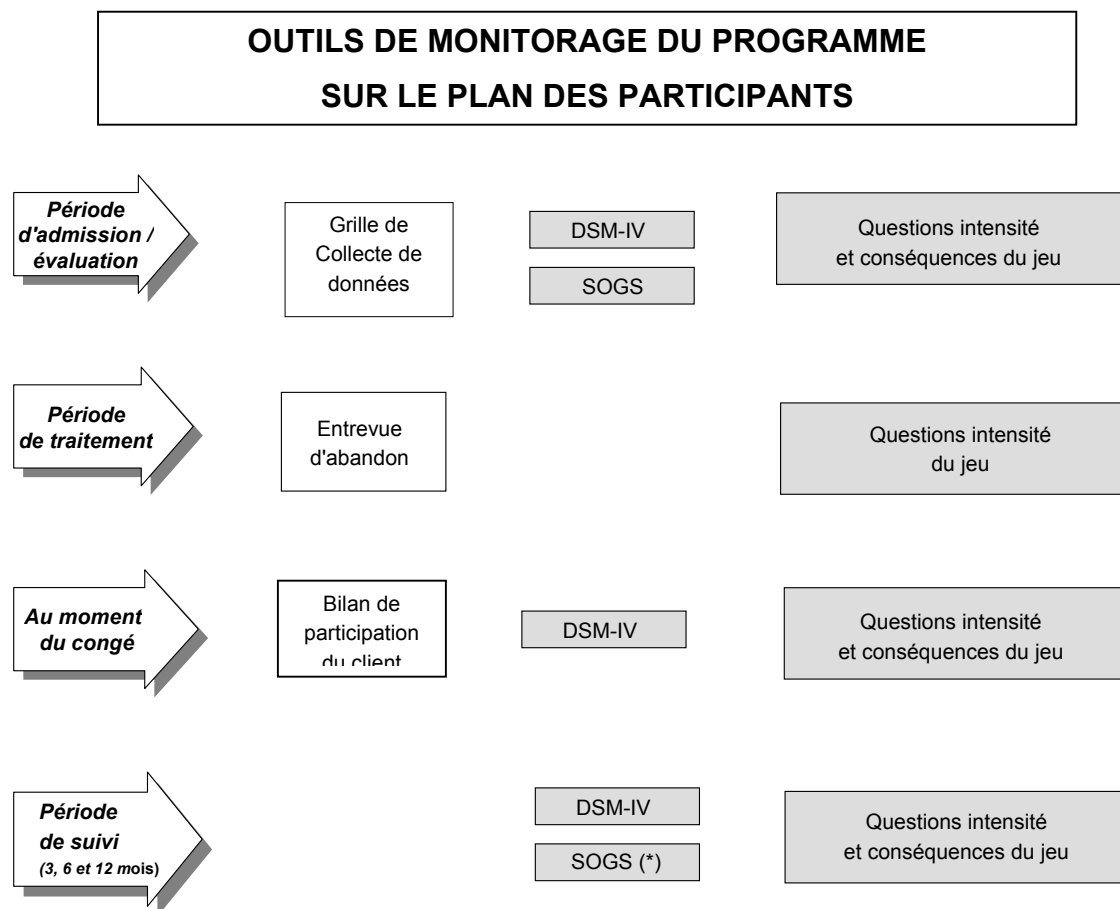 OUTILS DE MONITORAGE DU PROGRAMME
SUR LE PLAN DES PARTICIPANTS
Période
d'admission /
évaluation
Grille de
Collecte de
données
DSM-IV
SOGS
Questions intensité
et conséquences du jeu
Période
de traitement
Entrevue
d'abandon
Questions intensité
du jeu
Au moment
du congé
Bilan de
participation
du client
DSM-IV
Questions intensité
et conséquences du jeu
Période
de suivi
(3, 6 et 12 mois)
DSM-IV
SOGS (*)
Questions intensité
et conséquences du jeu